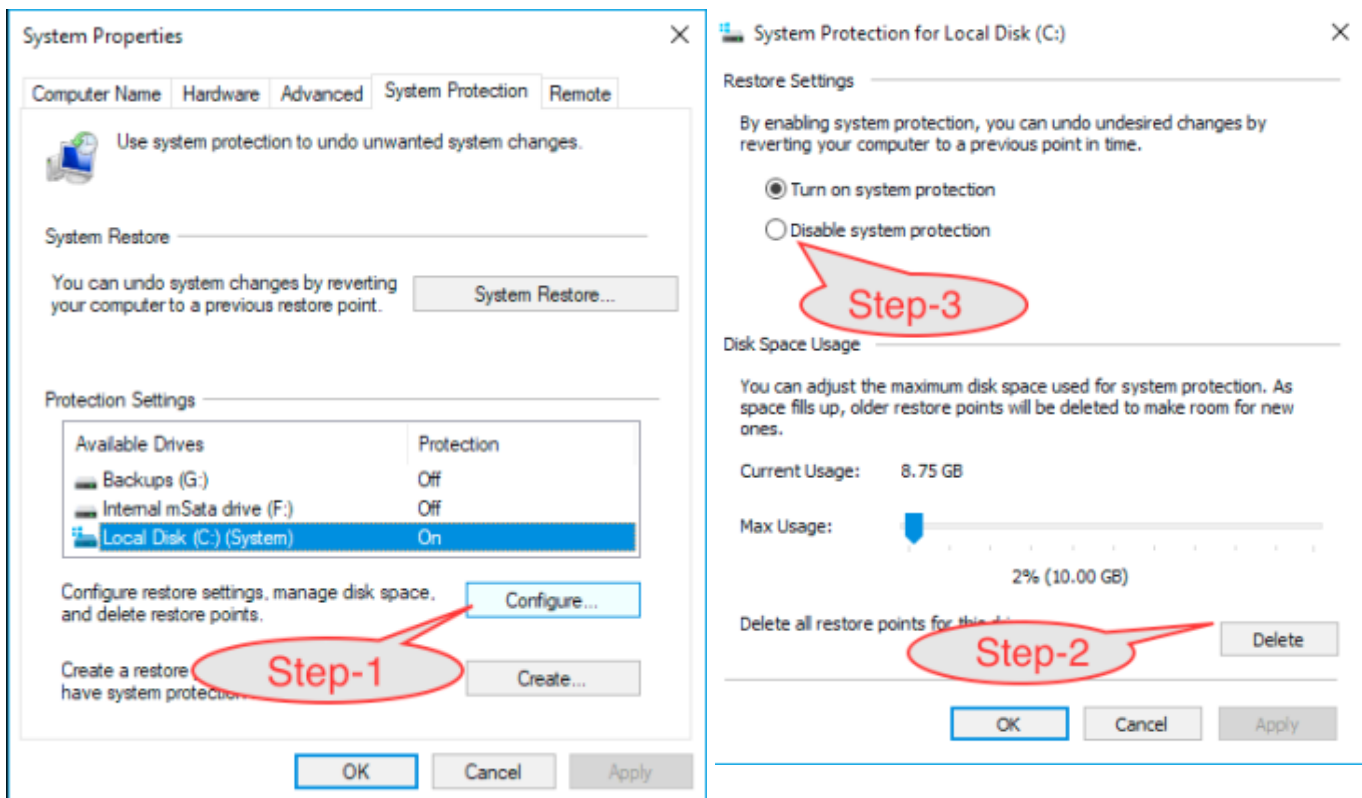 System Properties
Computer Name Hardware Advanced System Protection Remote
Use system protection to undo unwanted system changes.
System Restore
You can undo system changes by reverting
your computer to a previous restore point.
System Restore...
Protection Settings
Available Drives Protection
Backups (G:) Off
Internal mSata drive (F:) Off
Local Disk (C:) (System) On
Configure restore settings, manage disk space,
and delete restore points.
Configure...
Step-1
Create a restore
have system protection
Create...
OK Cancel Apply
System Protection for Local Disk (C:)
Restore Settings
By enabling system protection, you can undo undesired changes by
reverting your computer to a previous point in time.
Turn on system protection
Disable system protection
Step-3
Disk Space Usage
You can adjust the maximum disk space used for system protection. As
space fills up, older restore points will be deleted to make room for new
ones.
Current Usage: 8.75 GB
Max Usage:
2% (10.00 GB)
Delete all restore points for this
Step-2
Delete
OK Cancel Apply